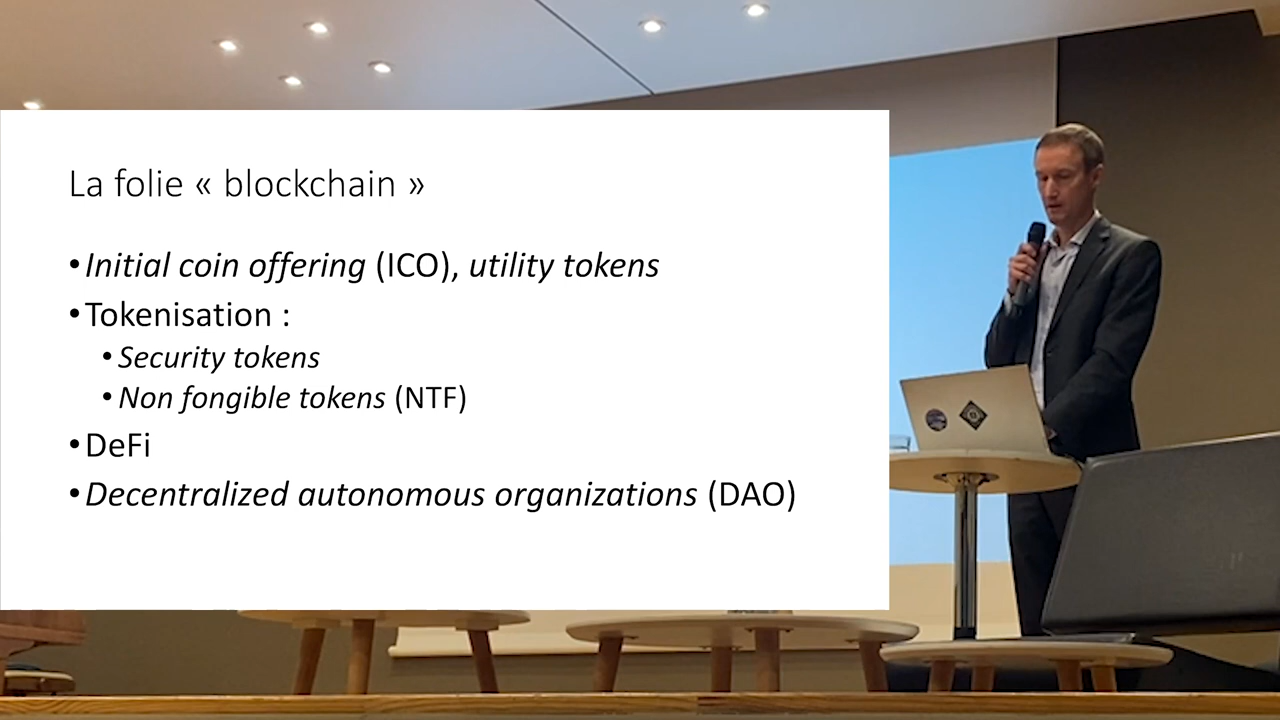 La folie « blockchain »
•Initial coin offering (ICO), utility tokens
•Tokenisation :
•Security tokens
•Non fongible tokens (NTF)
•DeFi
•Decentralized autonomous organizations (DAO)